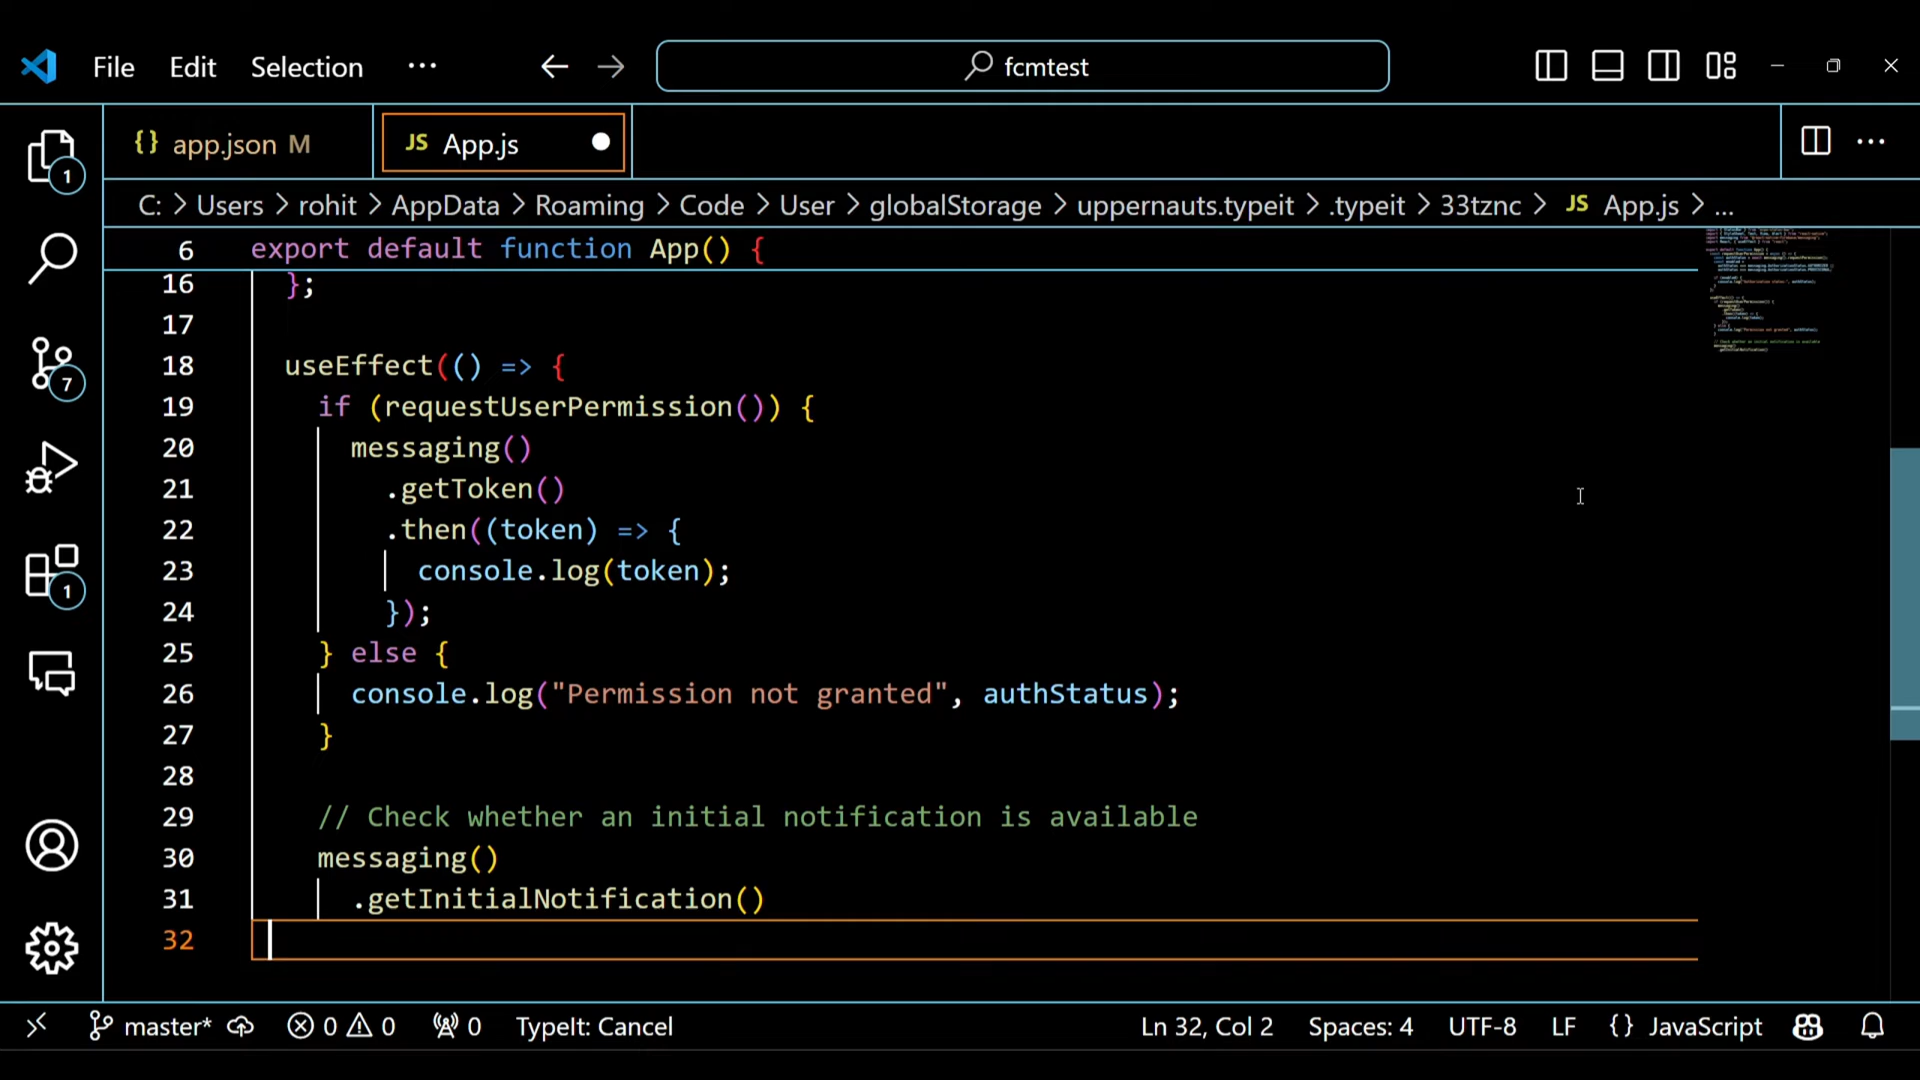 File Edit Selection ··· fcmtest
{} app.json M JS App.js
C: > Users > rohit > AppData > Roaming > Code > User > globalStorage > uppernauts.typeit > .typeit > 33tznc > JS App.js > ...
6 export default function App() {
16 };
17
18 useEffect(() => {
19 if (requestUserPermission()) {
20 messaging()
21 .getToken()
22 .then((token) => {
23 console.log(token);
24 });
25 } else {
26 console.log("Permission not granted", authStatus);
27 }
28
29 // Check whether an initial notification is available
30 messaging()
31 .getInitialNotification()
32
1
7
1
master* 0 0 0 TypeIt: Cancel Ln 32, Col 2 Spaces: 4 UTF-8 LF {} JavaScript